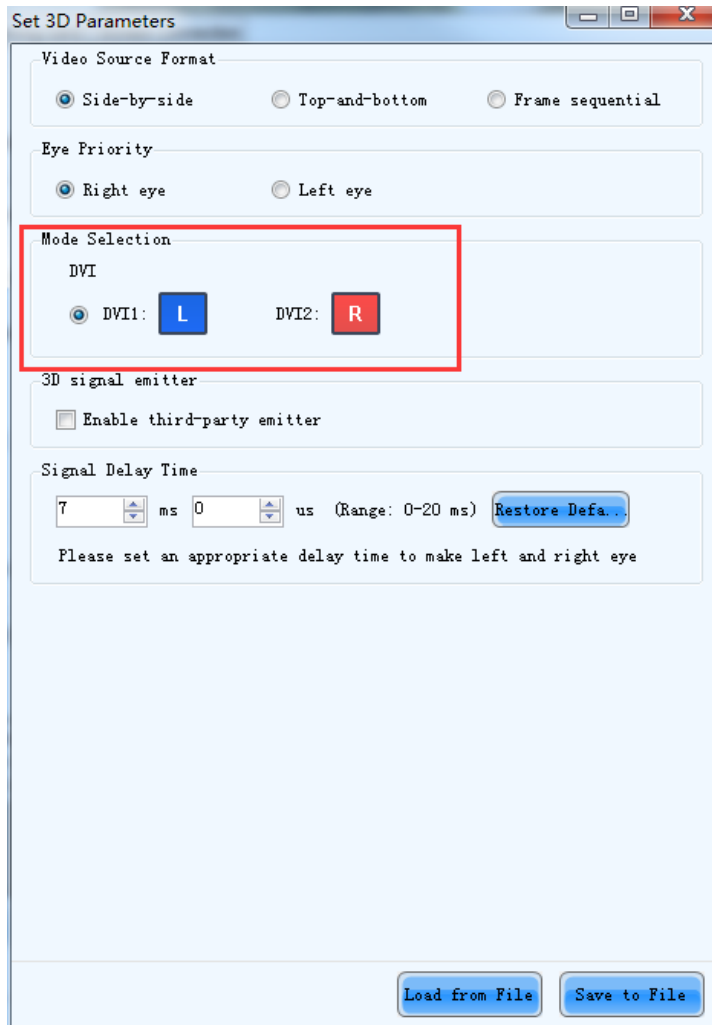 Set 3D Parameters
Video Source Format
Side-by-side Top-and-bottom Frame sequential
Eye Priority
Right eye Left eye
Mode Selection
DVI
DVI1: L DVI2: R
3D signal emitter
Enable third-party emitter
Signal Delay Time
7 ms 0 us (Range: 0-20 ms) Restore Defa...
Please set an appropriate delay time to make left and right eye
Load from File Save to File